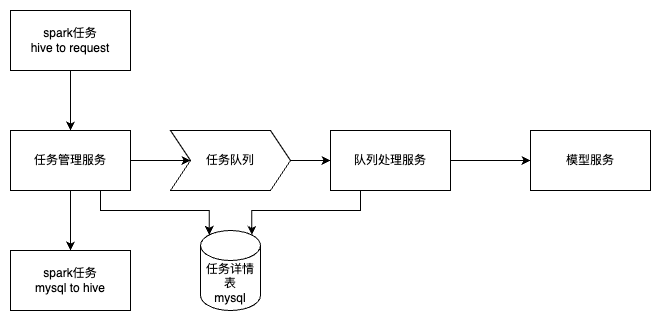 spark任务
hive to request
任务管理服务
任务队列
队列处理服务
模型服务
spark任务
mysql to hive
任务详情
表
mysql